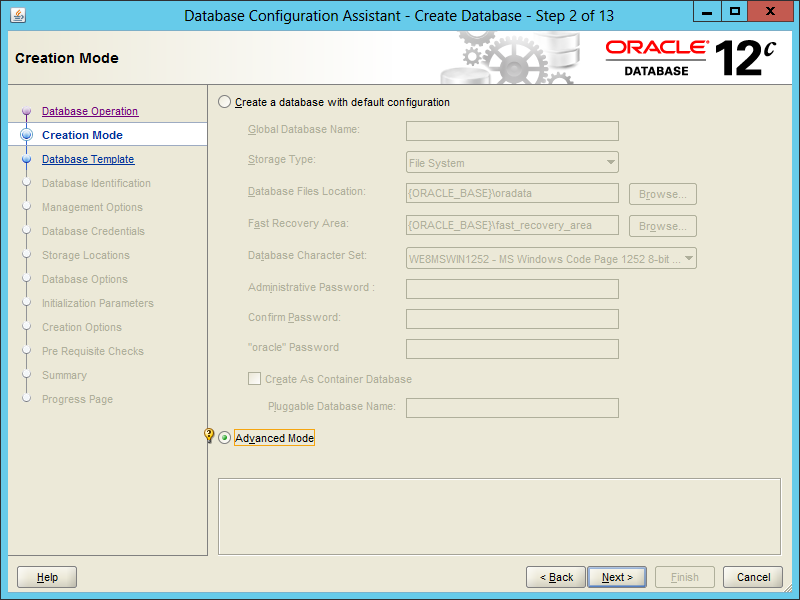 Database Configuration Assistant - Create Database - Step 2 of 13
Creation Mode
ORACLE®
DATABASE
12c
Database Operation
Creation Mode
Database Template
Database Identification
Management Options
Database Credentials
Storage Locations
Database Options
Initialization Parameters
Creation Options
Pre Requisite Checks
Summary
Progress Page
Create a database with default configuration
Global Database Name:
Storage Type: File System
Database Files Location: {ORACLE_BASE}\oradata Browse...
Fast Recovery Area: {ORACLE_BASE}\fast_recovery_area Browse...
Database Character Set: WE8MSWIN1252 - MS Windows Code Page 1252 8-bit ...
Administrative Password :
Confirm Password:
"oracle" Password
Create As Container Database
Pluggable Database Name:
Advanced Mode
Help < Back Next > Finish Cancel